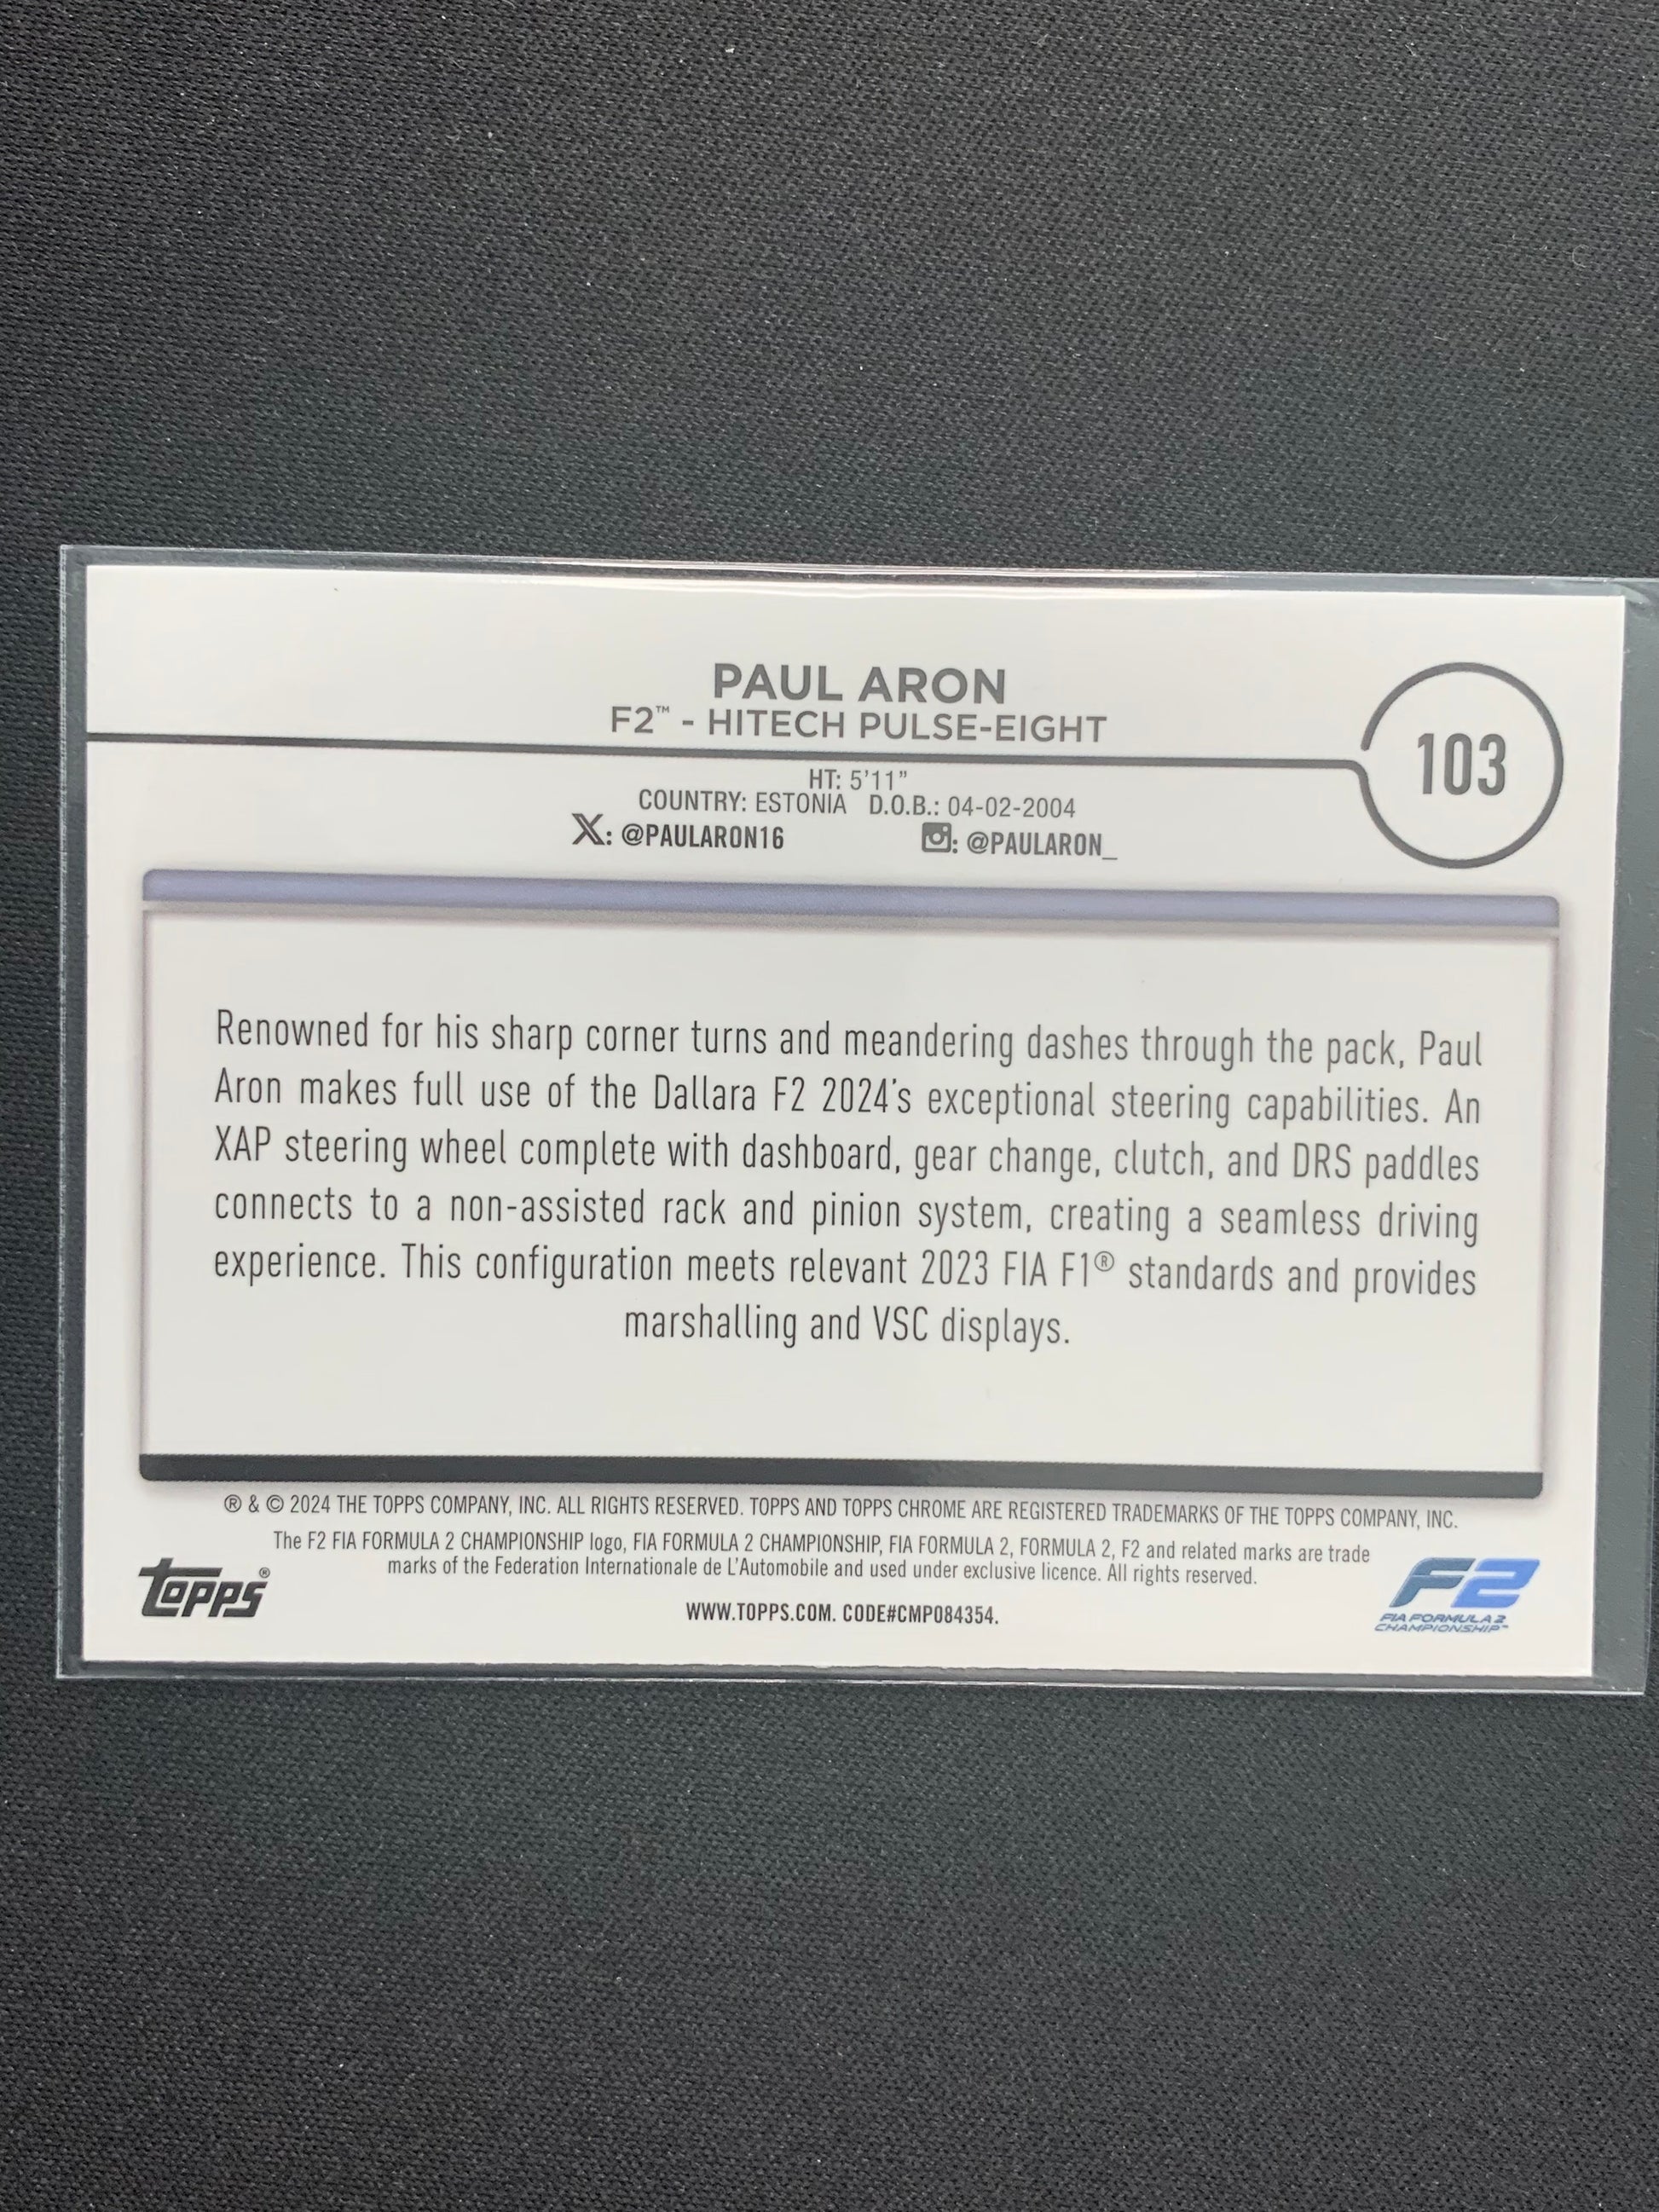 PAUL ARON
F2™ - HITECH PULSE-EIGHT
103
HT: 5'11"
COUNTRY: ESTONIA D.O.B.: 04-02-2004
X: @PAULARON16 : @PAULARON_
Renowned for his sharp corner turns and meandering dashes through the pack, Paul
Aron makes full use of the Dallara F2 2024's exceptional steering capabilities. An
XAP steering wheel complete with dashboard, gear change, clutch, and DRS paddles
connects to a non-assisted rack and pinion system, creating a seamless driving
experience. This configuration meets relevant 2023 FIA F1® standards and provides
marshalling and VSC displays.
® & © 2024 THE TOPPS COMPANY, INC. ALL RIGHTS RESERVED. TOPPS AND TOPPS CHROME ARE REGISTERED TRADEMARKS OF THE TOPPS COMPANY, INC.
The F2 FIA FORMULA 2 CHAMPIONSHIP logo, FIA FORMULA 2 CHAMPIONSHIP, FIA FORMULA 2, FORMULA 2, F2 and related marks are trade
marks of the Federation Internationale de L'Automobile and used under exclusive licence. All rights reserved.
WWW.TOPPS.COM. CODE#CMP084354.
topps®
F2
FIA FORMULA 2
CHAMPIONSHIP™